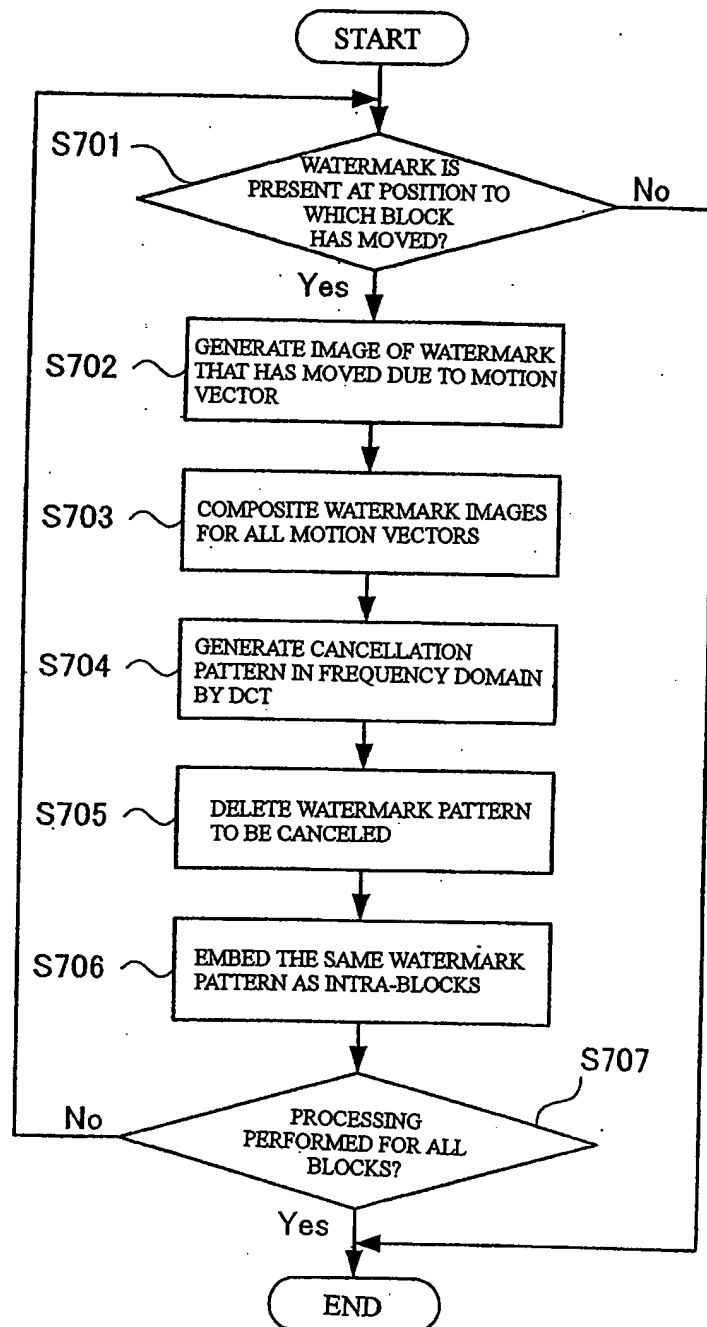 START
S701
WATERMARK IS
PRESENT AT POSITION TO
WHICH BLOCK
HAS MOVED?
No
Yes
S702
GENERATE IMAGE OF WATERMARK
THAT HAS MOVED DUE TO MOTION
VECTOR
S703
COMPOSITE WATERMARK IMAGES
FOR ALL MOTION VECTORS
S704
GENERATE CANCELLATION
PATTERN IN FREQUENCY DOMAIN
BY DCT
S705
DELETE WATERMARK PATTERN
TO BE CANCELED
S706
EMBED THE SAME WATERMARK
PATTERN AS INTRA-BLOCKS
S707
No
PROCESSING
PERFORMED FOR ALL
BLOCKS?
Yes
END